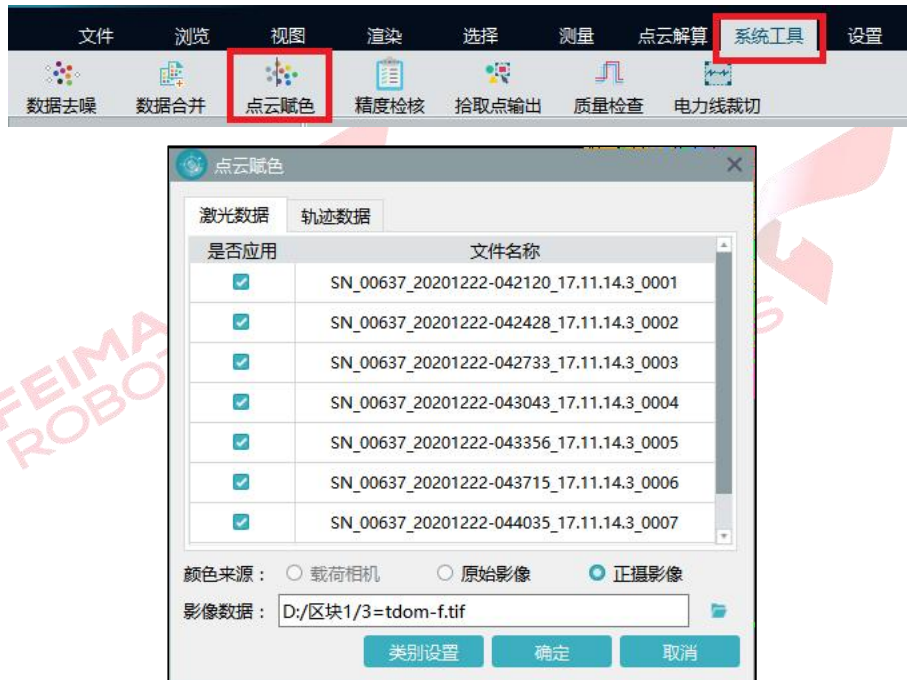 文件 浏览 视图 渲染 选择 测量 点云解算 系统工具 设置
数据去噪 数据合并 点云赋色 精度检核 拾取点输出 质量检查 电力线裁切
点云赋色
激光数据 轨迹数据
是否应用 文件名称
SN_00637_20201222-042120_17.11.14.3_0001
SN_00637_20201222-042428_17.11.14.3_0002
SN_00637_20201222-042733_17.11.14.3_0003
SN_00637_20201222-043043_17.11.14.3_0004
SN_00637_20201222-043356_17.11.14.3_0005
SN_00637_20201222-043715_17.11.14.3_0006
SN_00637_20201222-044035_17.11.14.3_0007
颜色来源： 载荷相机 原始影像 正摄影像
影像数据： D:/区块1/3=tdom-f.tif
类别设置 确定 取消